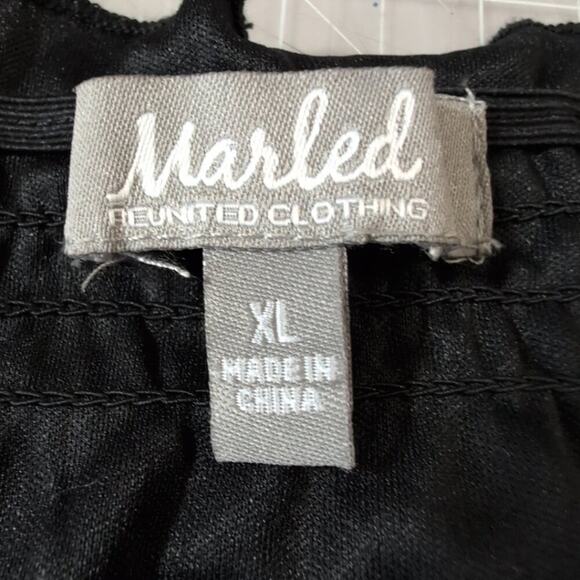 Marled
REUNITED CLOTHING
XL
MADE IN
CHINA